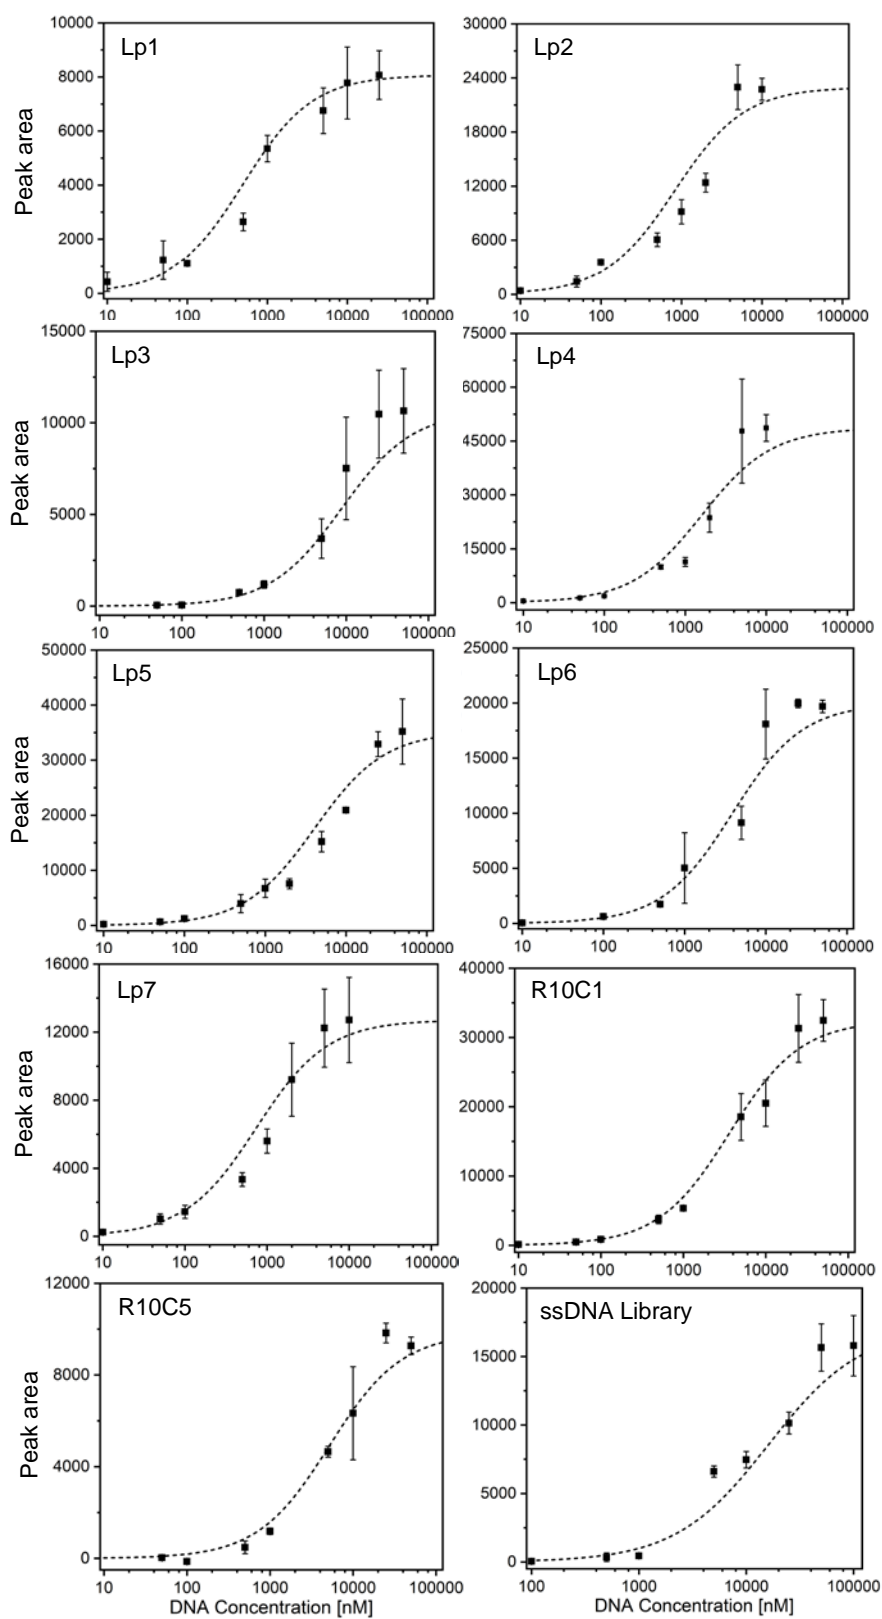 Lp1
Peak area
10000
8000
6000
4000
2000
0
10 100 1000 10000 100000
Lp2
30000
24000
18000
12000
6000
0
10 100 1000 10000 100000
Lp3
Peak area
15000
10000
5000
0
10 100 1000 10000 100000
Lp4
75000
60000
45000
30000
15000
0
10 100 1000 10000 100000
Lp5
Peak area
50000
40000
30000
20000
10000
0
10 100 1000 10000 100000
Lp6
25000
20000
15000
10000
5000
0
10 100 1000 10000 100000
Lp7
Peak area
16000
12000
8000
4000
0
10 100 1000 10000 100000
R10C1
40000
30000
20000
10000
0
10 100 1000 10000 100000
R10C5
Peak area
12000
8000
4000
0
10 100 1000 10000 100000
DNA Concentration [nM]
ssDNA Library
20000
15000
10000
5000
0
100 1000 10000 100000
DNA Concentration [nM]